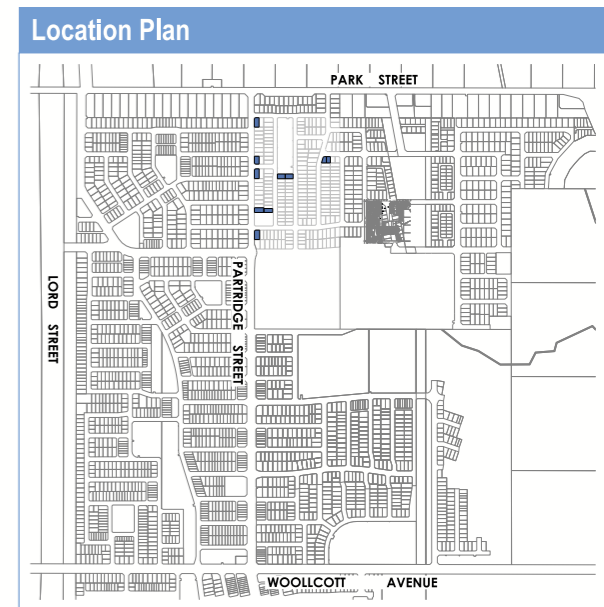 Location Plan
PARK STREET
LORD STREET
PARTRIDGE STREET
WOOLLCOTT AVENUE